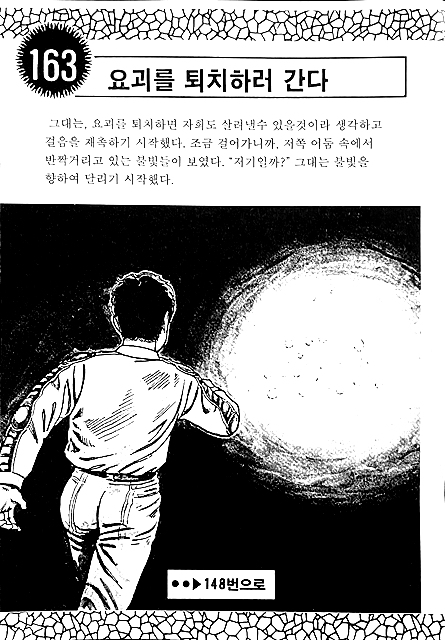 163
요괴를 퇴치하러 간다
그대는, 요괴를 퇴치하면 자희도 살려낼수 있을것이라 생각하고
걸음을 재촉하기 시작했다. 조금 걸어가니까, 저쪽 어둠 속에서
반짝거리고 있는 불빛들이 보였다. "저기인가?" 그대는 불빛을
향하여 달리기 시작했다.
●●▶148번으로